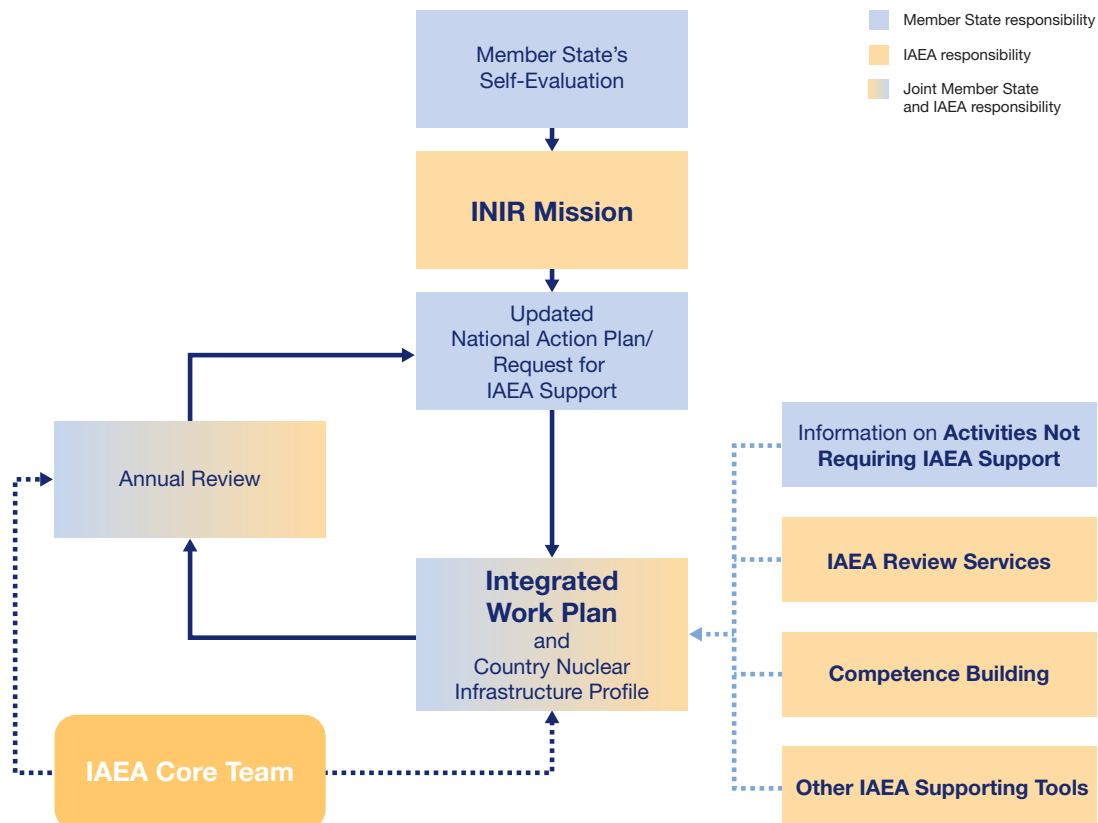 Member State responsibility
IAEA responsibility
Joint Member State
and IAEA responsibility
Member State’s
Self-Evaluation
INIR Mission
Updated
National Action Plan/
Request for
IAEA Support
Annual Review
Integrated
Work Plan
and
Country Nuclear
Infrastructure Profile
IAEA Core Team
Information on Activities Not
Requiring IAEA Support
IAEA Review Services
Competence Building
Other IAEA Supporting Tools